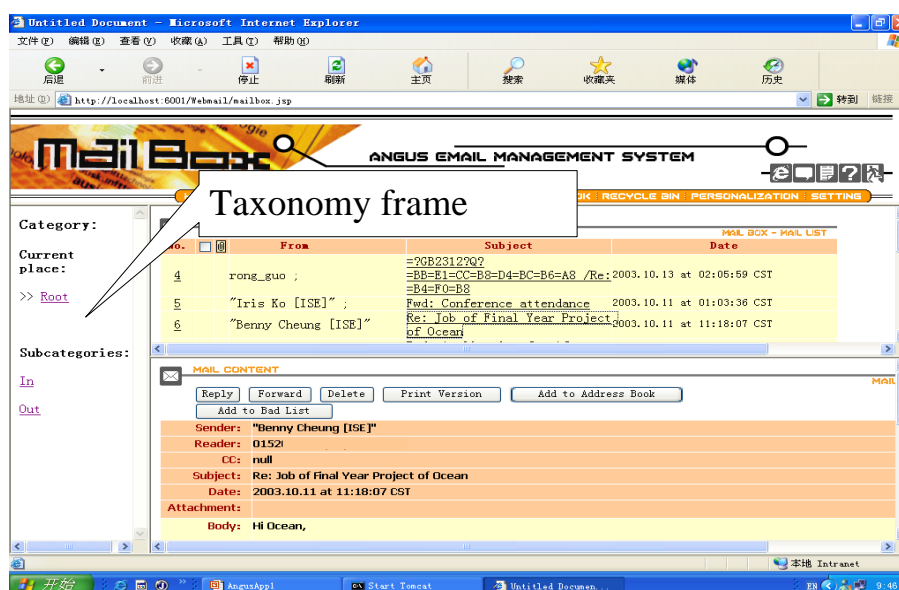 Untitled Document - Microsoft Internet Explorer
文件(F) 编辑(E) 查看(V) 收藏(A) 工具(T) 帮助(H)
后退 前进 停止 刷新 主页 搜索 收藏夹 媒体 历史
地址(D) http://localhost:6001/Webmail/mailbox.jsp 转到 链接
Mail Box ANGUS EMAIL MANAGEMENT SYSTEM
RECYCLE BIN PERSONALIZATION SETTING
Taxonomy frame
Category:
Current place:
>> Root
Subcategories:
In
Out
MAIL BOX - MAIL LIST
No. From Subject Date
=?GB2312?Q?
4 rong_guo ; =BB=E1=CC=B8=D4=BC=B6=A8 /Re: 2003.10.13 at 02:05:59 CST
=B4=F0=B8
5 "Iris Ko [ISE]" ; Fwd: Conference attendance 2003.10.11 at 01:03:36 CST
6 "Benny Cheung [ISE]" Re: Job of Final Year Project of Ocean 2003.10.11 at 11:18:07 CST
MAIL CONTENT
MAIL
Reply Forward Delete Print Version Add to Address Book
Add to Bad List
Sender: "Benny Cheung [ISE]"
Reader: 0152
CC: null
Subject: Re: Job of Final Year Project of Ocean
Date: 2003.10.11 at 11:18:07 CST
Attachment:
Body: Hi Ocean,
本地 Intranet
开始 AngusApp1 Start Tomcat Untitled Documen... EN 9:46